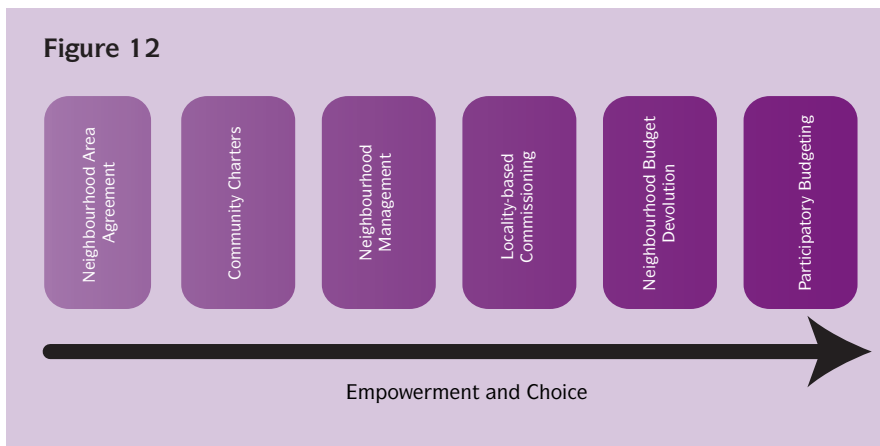 Figure 12
Neighbourhood Area
Agreement
Community Charters
Neighbourhood
Management
Locality-based
Commissioning
Neighbourhood Budget
Devolution
Participatory Budgeting
Empowerment and Choice